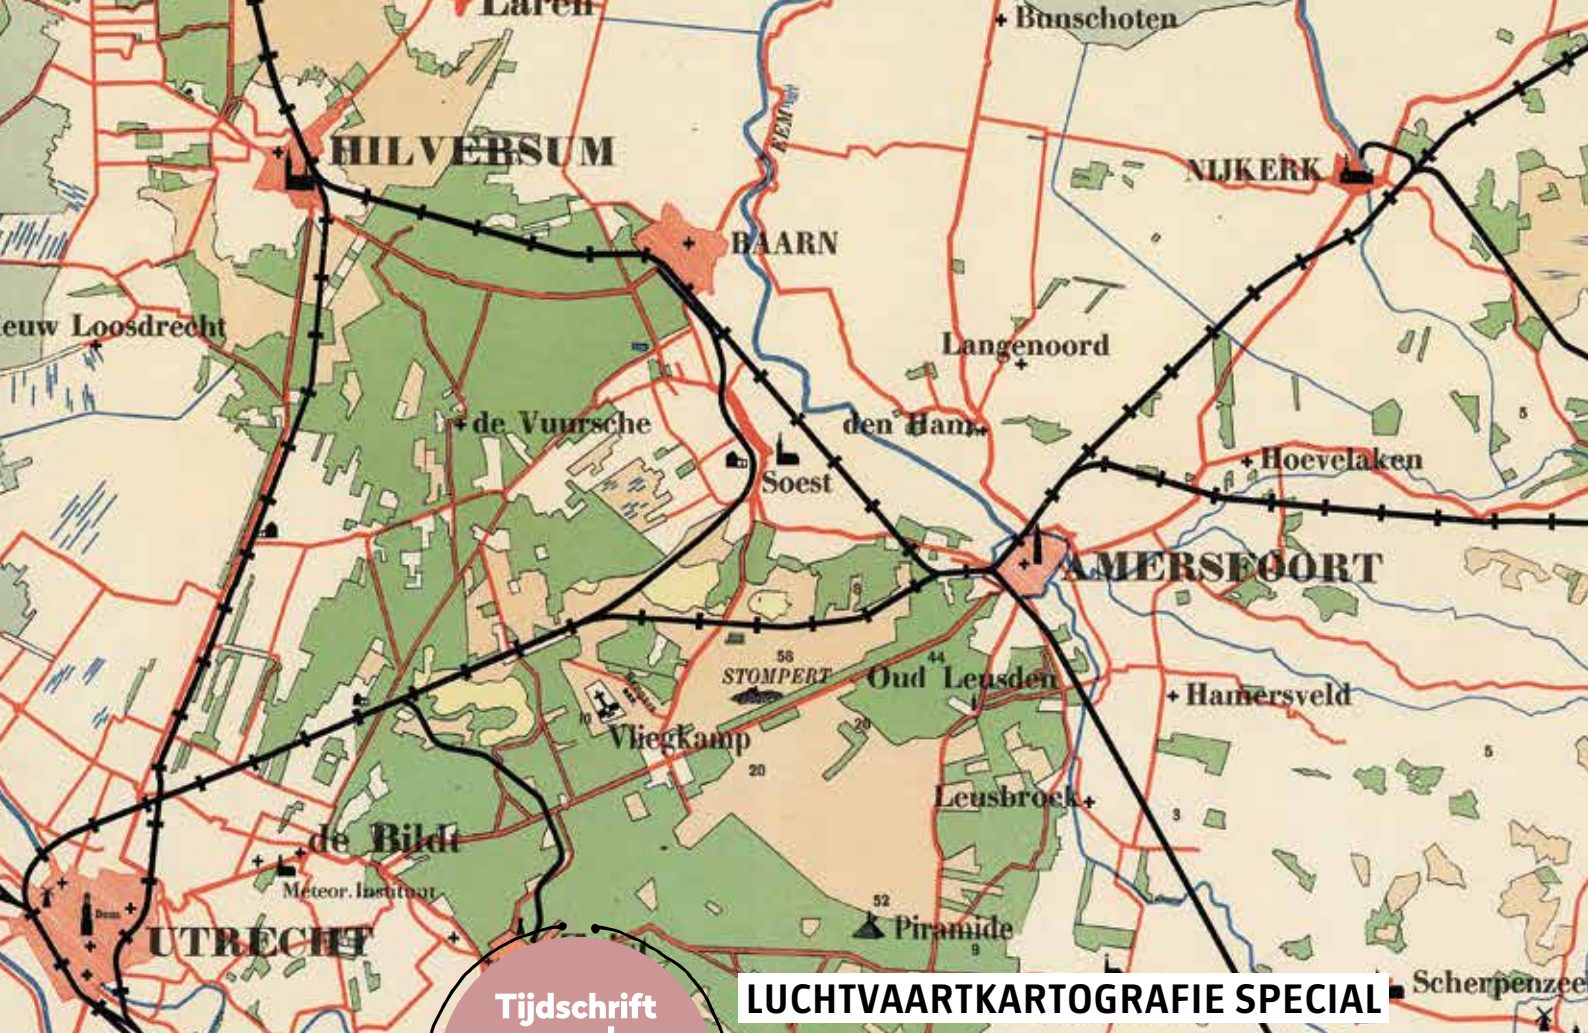 Laren
Bunschoten
EEM
HILVERSUM
NIJKERK
BAARN
euw Loosdrecht
Langenoord
de Vuursche
den Ham
5
Hoevelaken
Soest
AMERSFOORT
6
58
44
STOMPERT
Oud Leusden
Hamersveld
10
20
Vliegkamp
5
20
Leusbroek
3
de Bildt
Meteor. Instituut
52
Dom
Piramide
UTRECHT
9
Scherpenzee
Tijdschrift
LUCHTVAARTKARTOGRAFIE SPECIAL